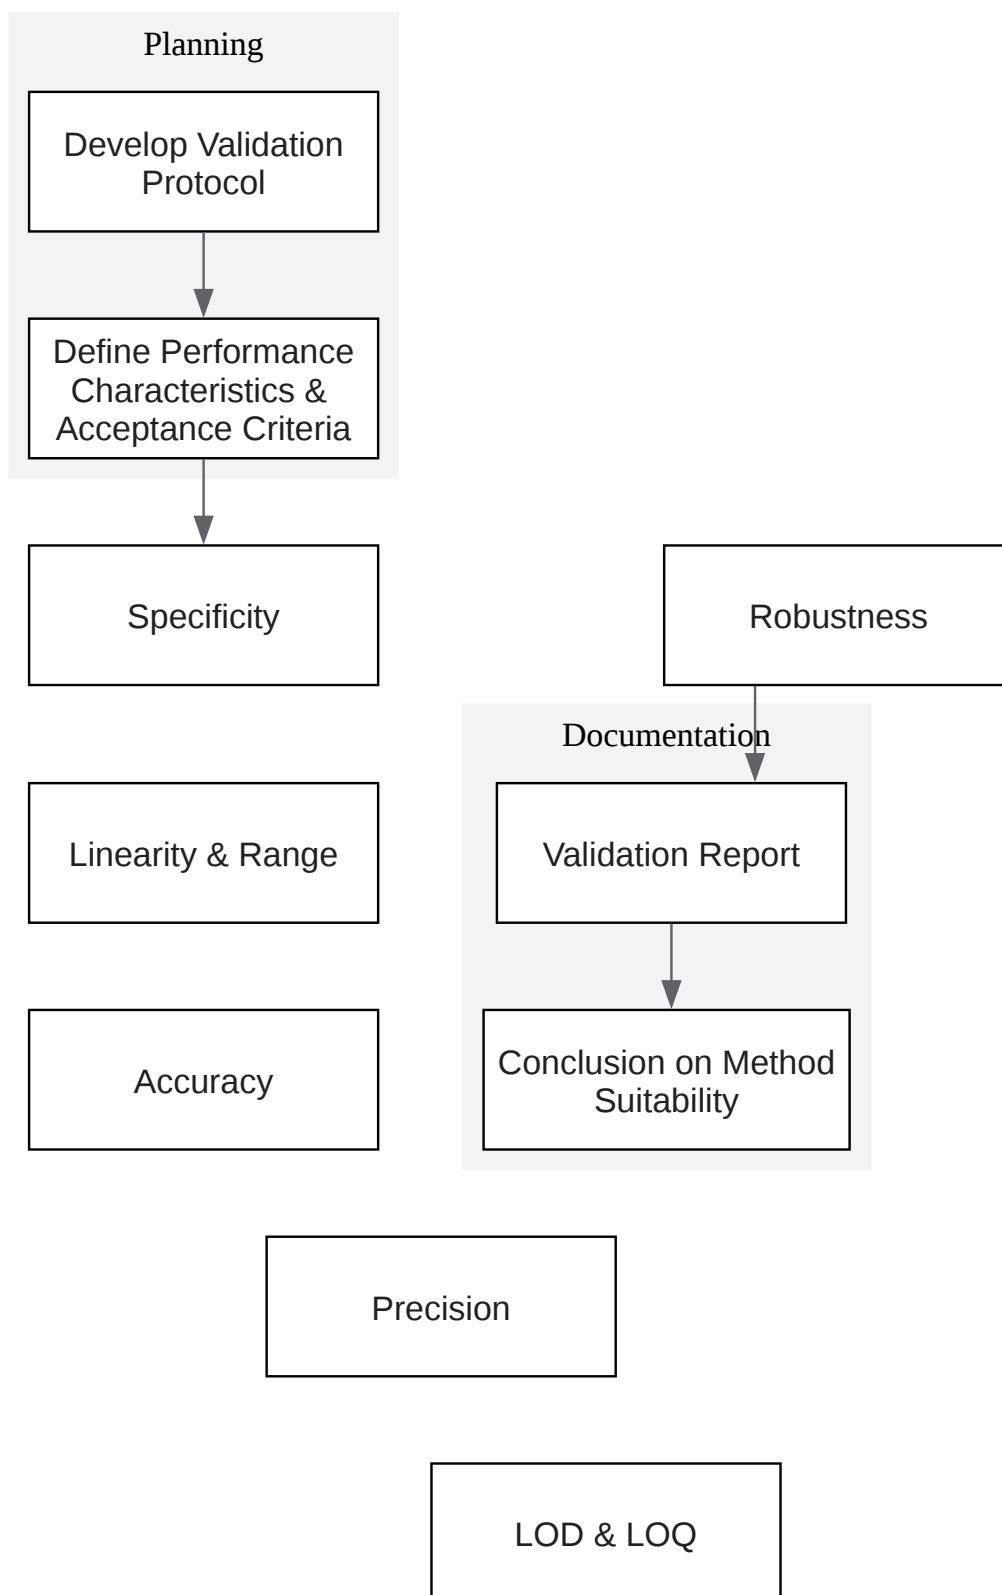 Planning
Develop Validation
Protocol
Define Performance
Characteristics &
Acceptance Criteria
Specificity
Robustness
Documentation
Linearity & Range
Validation Report
Accuracy
Conclusion on Method
Suitability
Precision
LOD & LOQ